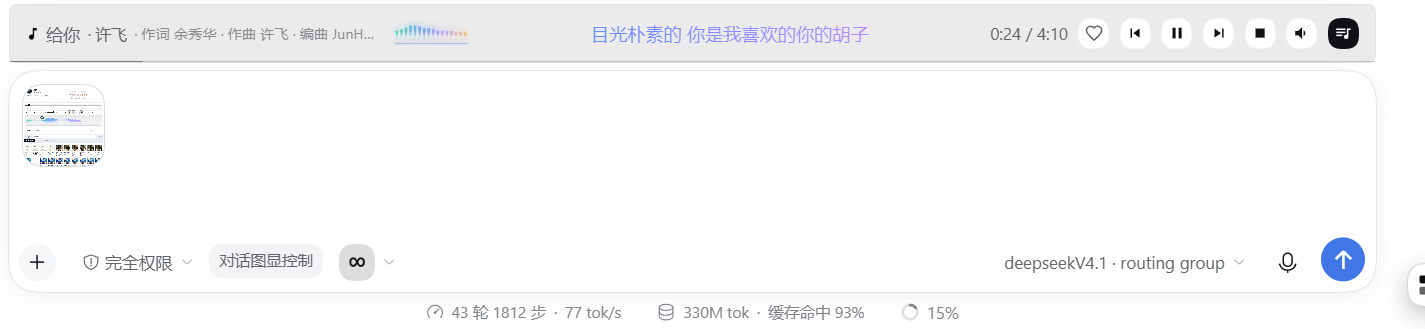 给你 · 许飞 · 作词 余秀华 · 作曲 许飞 · 编曲 JunH...
目光朴素的 你是我喜欢的你的胡子
0:24 / 4:10
完全权限
对话图显控制
deepseekV4.1 · routing group
43 轮 1812 步 · 77 tok/s
330M tok · 缓存命中 93%
15%